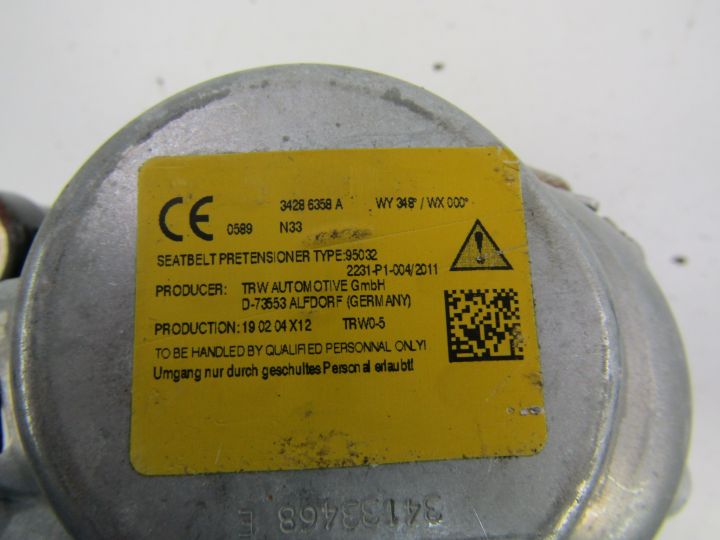 CE 3428 6358 A WY 348° / WX 000°
0589 N33
SEATBELT PRETENSIONER TYPE:95032
2231-P1-004/2011
PRODUCER: TRW AUTOMOTIVE GmbH
D-73553 ALFDORF (GERMANY)
PRODUCTION: 19 02 04 X12 TRW0-5
TO BE HANDLED BY QUALIFIED PERSONNAL ONLY!
Umgang nur durch geschultes Personal erlaubt!
34133468 E